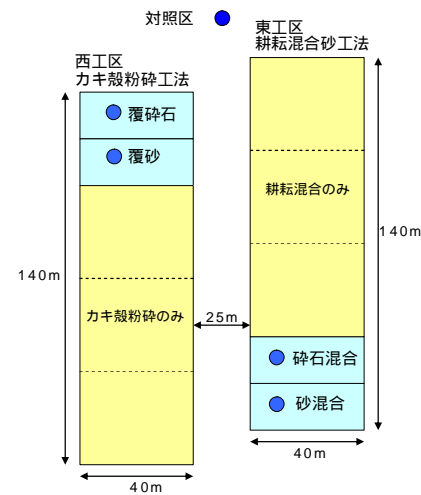 対照区
東工区
耕耘混合砂工法
西工区
カキ殻粉砕工法
覆砕石
覆砂
耕耘混合のみ
140m
140m
カキ殻粉砕のみ
25m
砕石混合
砂混合
40m
40m